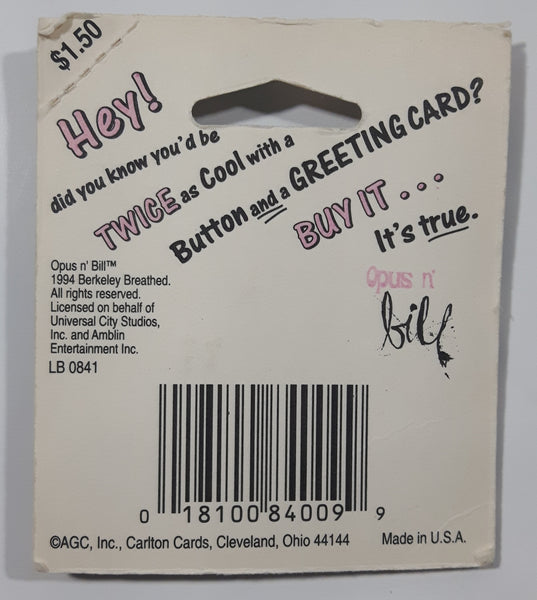 $1.50
Hey!
did you know you'd be
TWICE as Cool with a
Button and a GREETING CARD?
BUY IT . . .
It's true.
Opus n' Bill™
1994 Berkeley Breathed.
All rights reserved.
Licensed on behalf of
Universal City Studios,
Inc. and Amblin
Entertainment Inc.
LB 0841
Opus n'
bill
0 18100 84009 9
©AGC, Inc., Carlton Cards, Cleveland, Ohio 44144 Made in U.S.A.